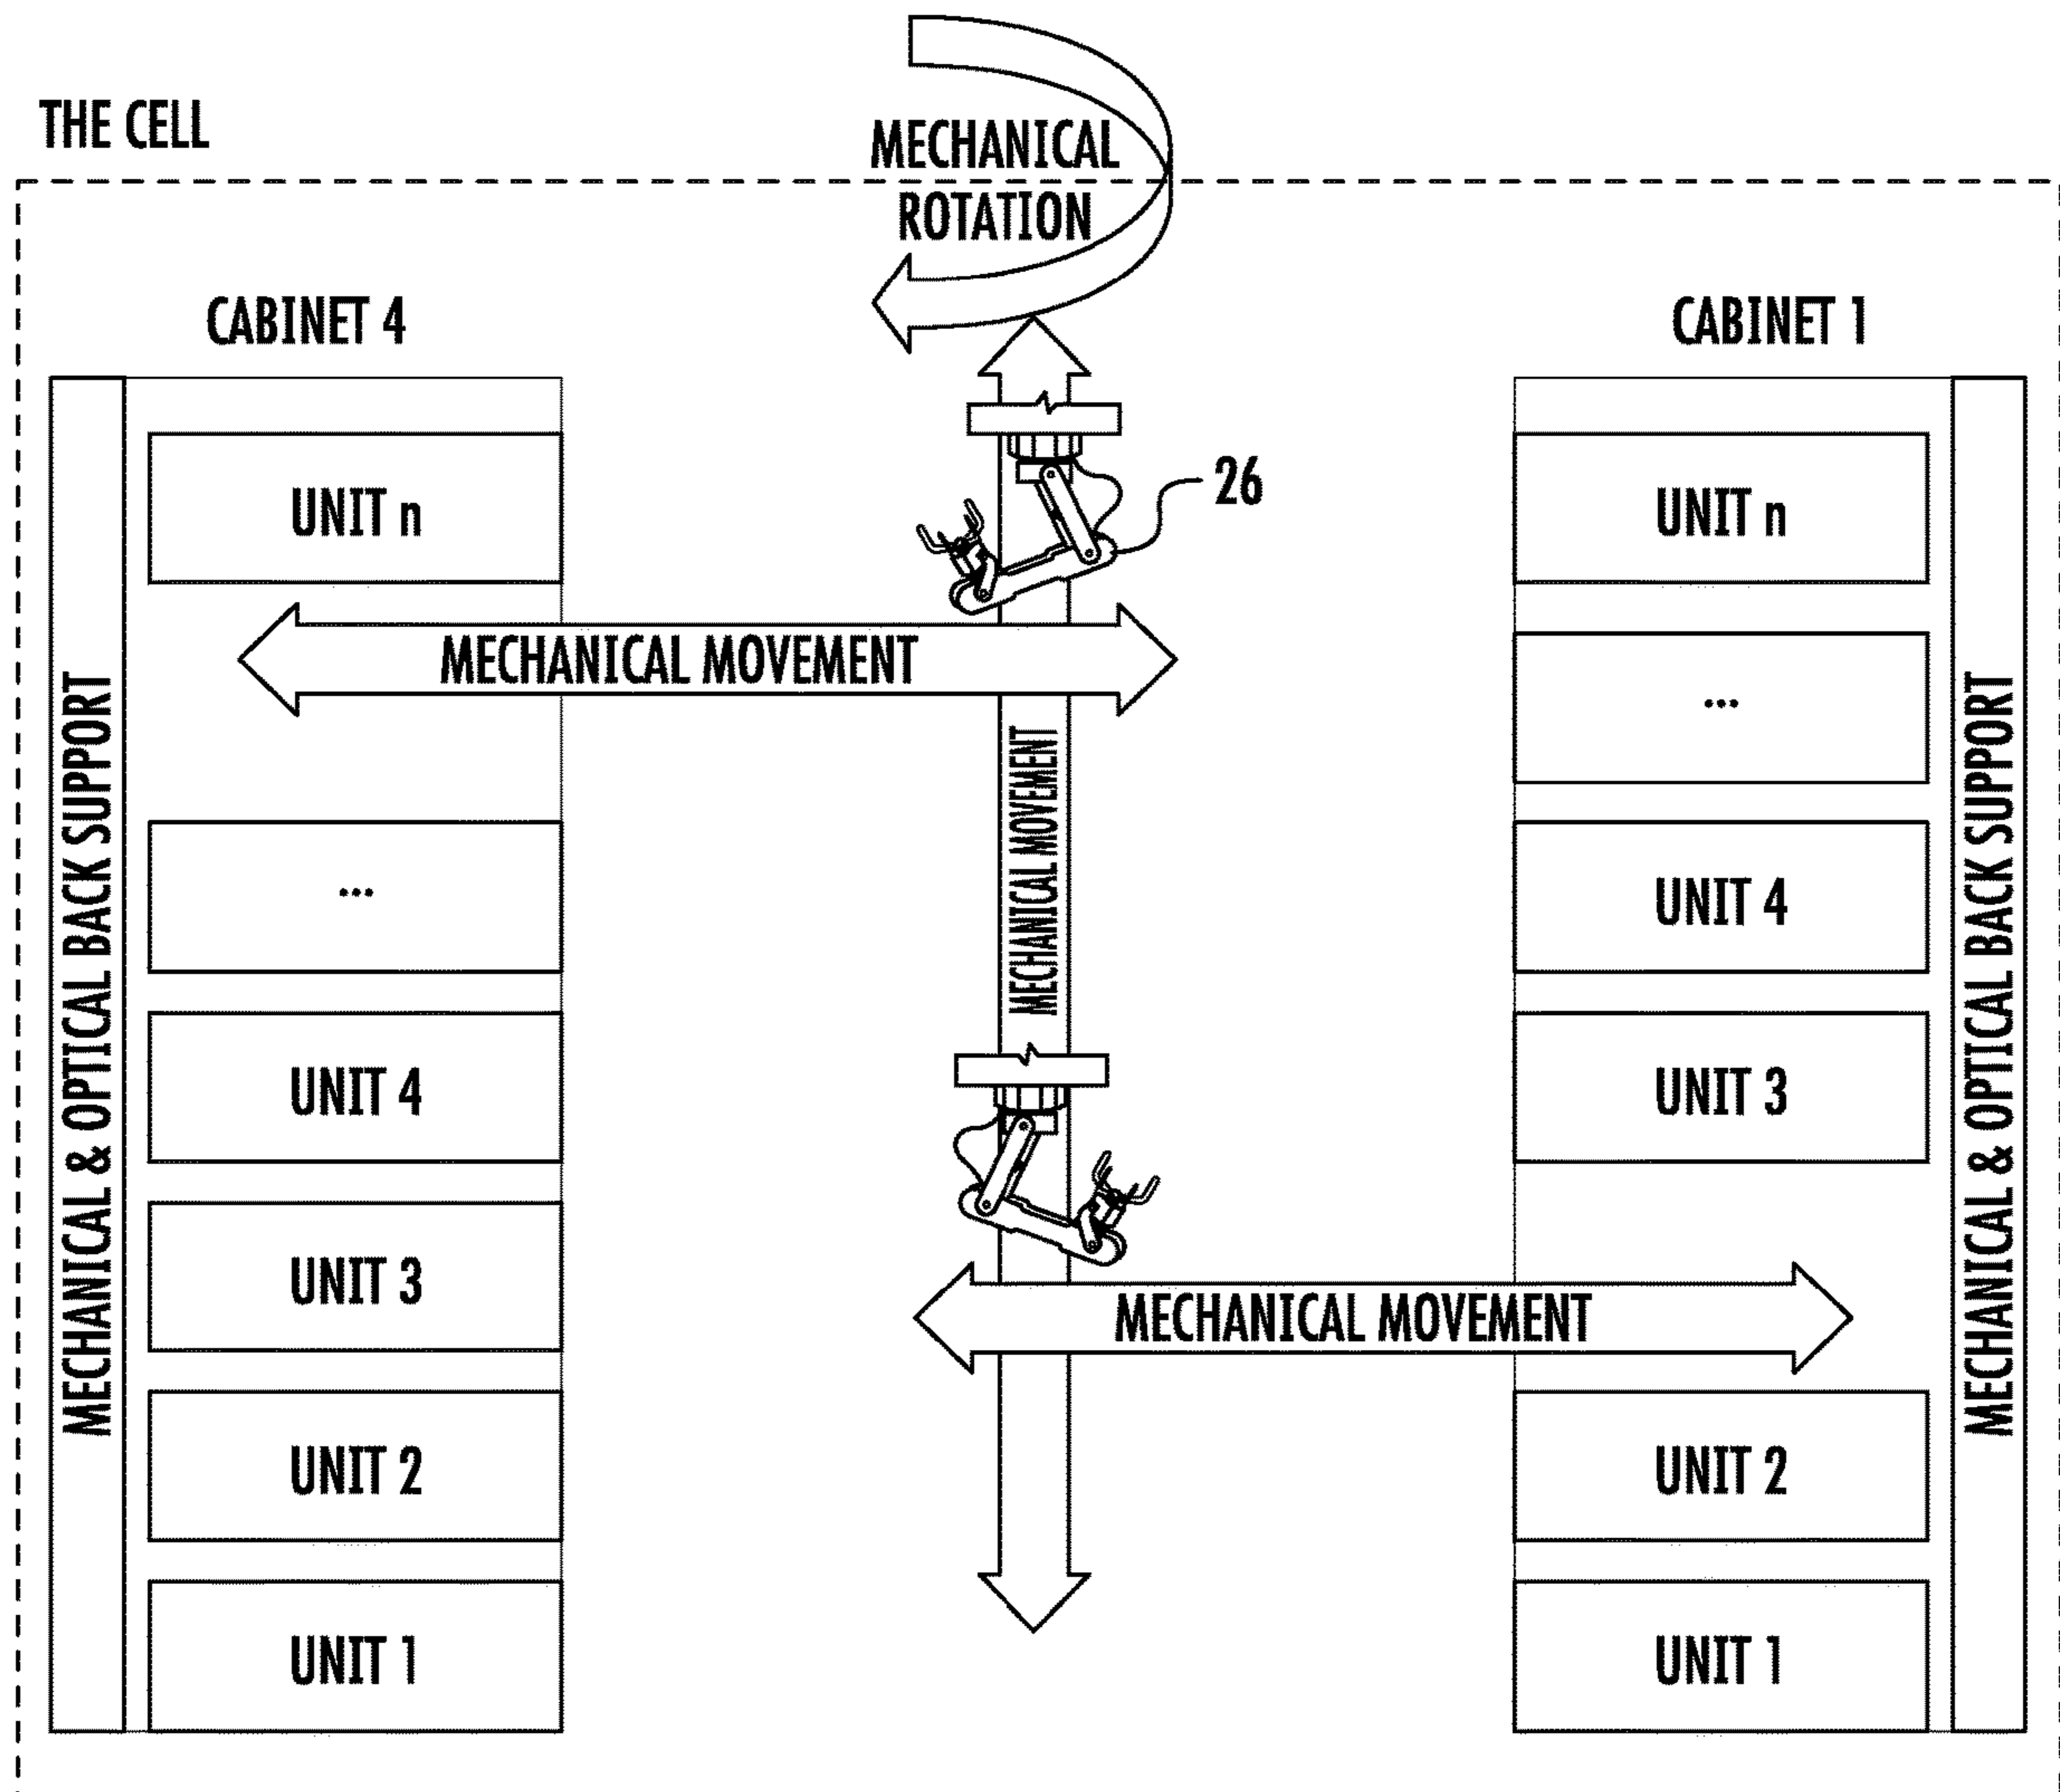 THE CELL
MECHANICAL
ROTATION
CABINET 4
CABINET 1
MECHANICAL & OPTICAL BACK SUPPORT
UNIT n
...
UNIT 4
UNIT 3
UNIT 2
UNIT 1
26
MECHANICAL MOVEMENT
MECHANICAL MOVEMENT
MECHANICAL MOVEMENT
UNIT n
...
UNIT 4
UNIT 3
UNIT 2
UNIT 1
MECHANICAL & OPTICAL BACK SUPPORT